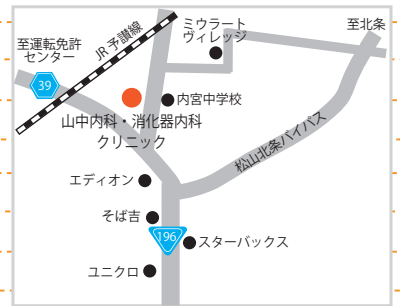 ミウラート
ヴィレッジ
至北条
至運転免許
センター
JR予讃線
39
内宮中学校
山中内科・消化器内科
クリニック
松山北条バイパス
エディオン
そば吉
196
スターバックス
ユニクロ